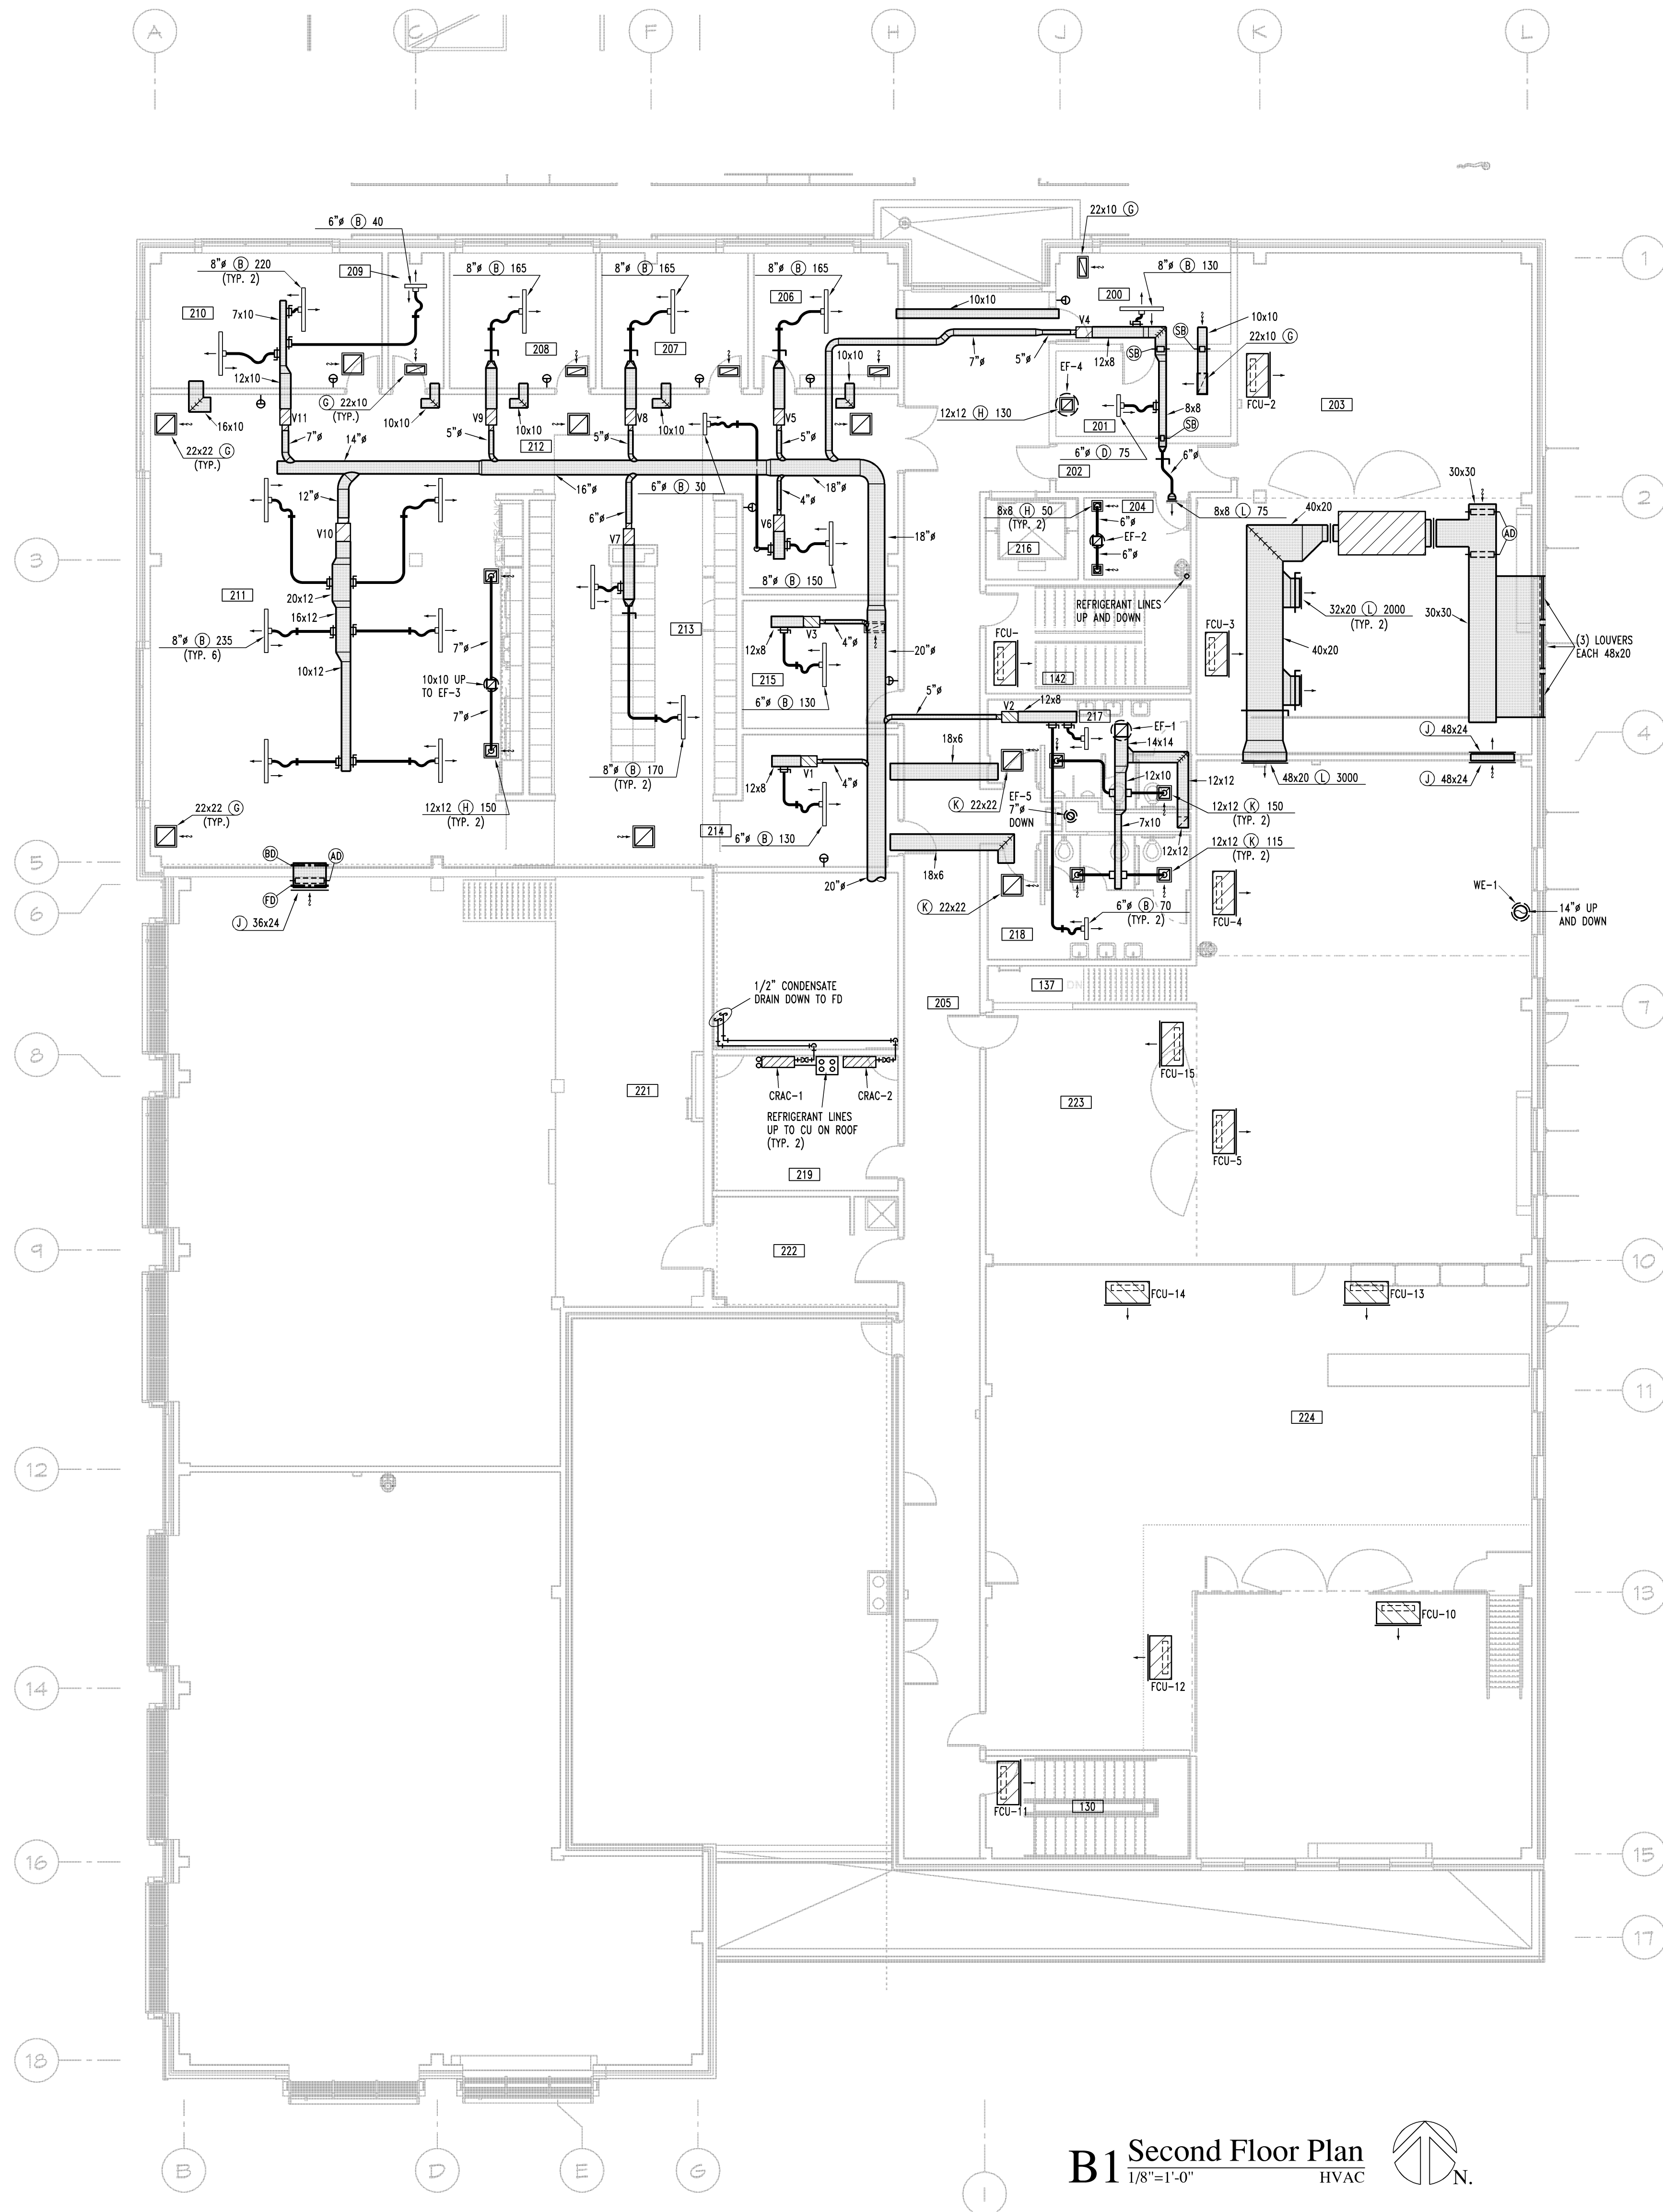 A
C
F
H
J
K
L
1
2
3
4
5
6
7
8
9
10
11
12
13
14
15
16
17
18
B
D
E
G
I
6"ø Ⓑ 40
8"ø Ⓑ 220
(TYP. 2)
209
210
7x10
12x10
V11
7"ø
16x10
22x22 Ⓖ
(TYP.)
Ⓖ 22x10
(TYP.)
10x10
8"ø Ⓑ 165
208
V9
5"ø
10x10
212
8"ø Ⓑ 165
207
V8
5"ø
10x10
8"ø Ⓑ 165
206
10x10
V5
5"ø
14"ø
16"ø
18"ø
18"ø
20"ø
20"ø
12"ø
V10
211
20x12
16x12
8"ø Ⓑ 235
(TYP. 6)
10x12
22x22 Ⓖ
(TYP.)
7"ø
10x10 UP
TO EF-3
7"ø
12x12 Ⓗ 150
(TYP. 2)
6"ø
V7
6"ø Ⓑ 30
4"ø
V6
8"ø Ⓑ 150
213
8"ø Ⓑ 170
(TYP. 2)
V3
12x8
4"ø
215
6"ø Ⓑ 130
V1
12x8
4"ø
214
6"ø Ⓑ 130
BD
AD
FD
Ⓙ 36x24
22x10 Ⓖ
8"ø Ⓑ 130
200
10x10
V4
7"ø
5"ø
12x8
SB
SB
10x10
22x10 Ⓖ
EF-4
12x12 Ⓗ 130
201
8x8
SB
6"ø Ⓓ 75
6"ø
202
8x8 Ⓗ 50
(TYP. 2)
204
6"ø
EF-2
6"ø
216
8x8 Ⓛ 75
REFRIGERANT LINES
UP AND DOWN
FCU-2
203
30x30
40x20
AD
32x20 Ⓛ 2000
(TYP. 2)
30x30
40x20
(3) LOUVERS
EACH 48x20
FCU-3
FCU-
142
Ⓙ 48x24
Ⓙ 48x24
48x20 Ⓛ 3000
5"ø
V2
12x8
217
EF-1
14x14
18x6
12x10
12x12
Ⓚ 22x22
EF-5
7"ø
DOWN
12x12 Ⓚ 150
(TYP. 2)
7x10
12x12
12x12 Ⓚ 115
(TYP. 2)
18x6
Ⓚ 22x22
6"ø Ⓑ 70
(TYP. 2)
218
FCU-4
WE-1
14"ø UP
AND DOWN
137
DN
205
1/2" CONDENSATE
DRAIN DOWN TO FD
CRAC-1
CRAC-2
REFRIGERANT LINES
UP TO CU ON ROOF
(TYP. 2)
221
219
222
223
FCU-15
FCU-5
FCU-14
FCU-13
224
FCU-10
FCU-12
FCU-11
130
B1 Second Floor Plan
1/8"=1'-0" HVAC
N.